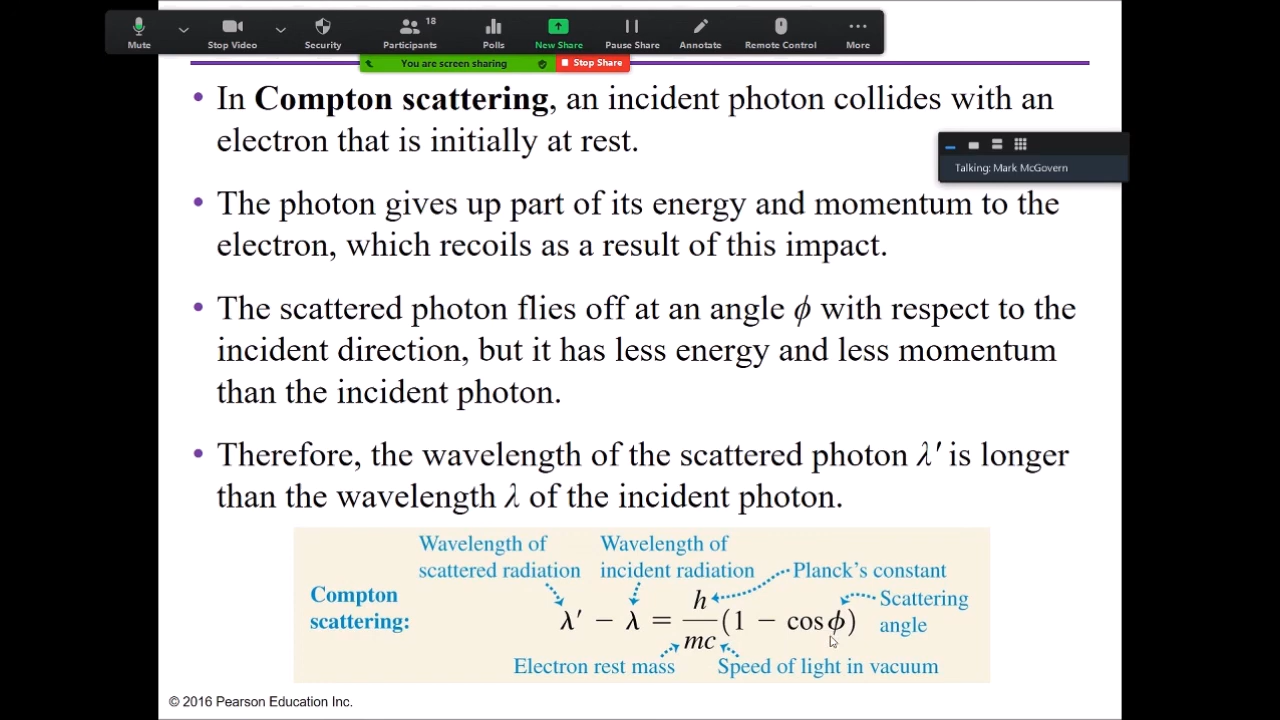 18
Mute Stop Video Security Participants Polls New Share Pause Share Annotate Remote Control More
You are screen sharing Stop Share
• In Compton scattering, an incident photon collides with an
electron that is initially at rest.
Talking: Mark McGovern
• The photon gives up part of its energy and momentum to the
electron, which recoils as a result of this impact.
• The scattered photon flies off at an angle ϕ with respect to the
incident direction, but it has less energy and less momentum
than the incident photon.
• Therefore, the wavelength of the scattered photon λ′ is longer
than the wavelength λ of the incident photon.
Wavelength of Wavelength of
scattered radiation incident radiation Planck's constant
Compton
scattering:
λ′ − λ = h/mc (1 − cos ϕ)
Scattering
angle
Electron rest mass Speed of light in vacuum
© 2016 Pearson Education Inc.